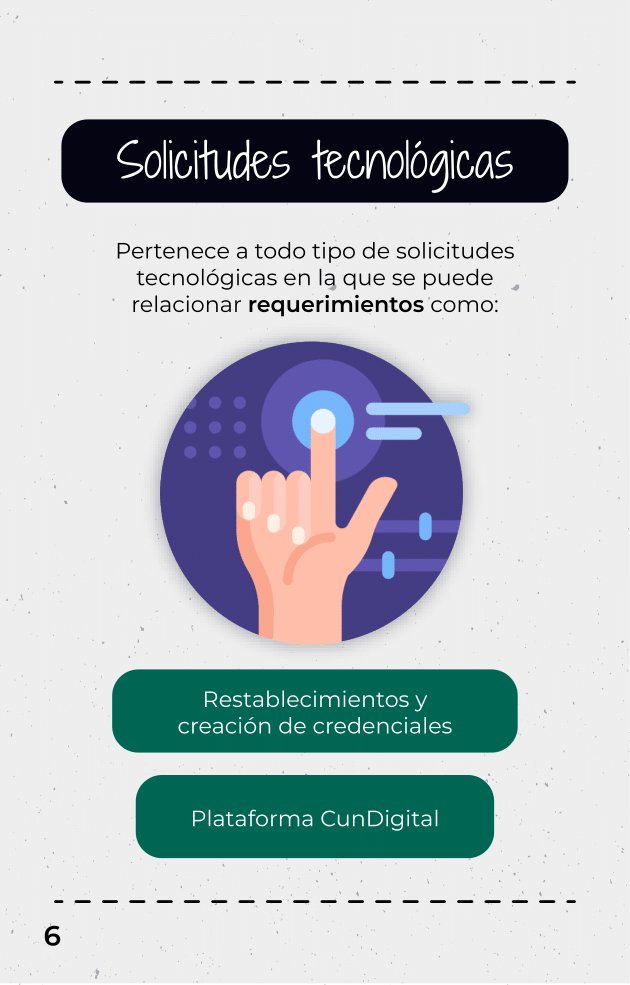 Solicitudes tecnológicas
Pertenece a todo tipo de solicitudes
tecnológicas en la que se puede
relacionar requerimientos como:
Restablecimientos y
creación de credenciales
Plataforma CunDigital
6